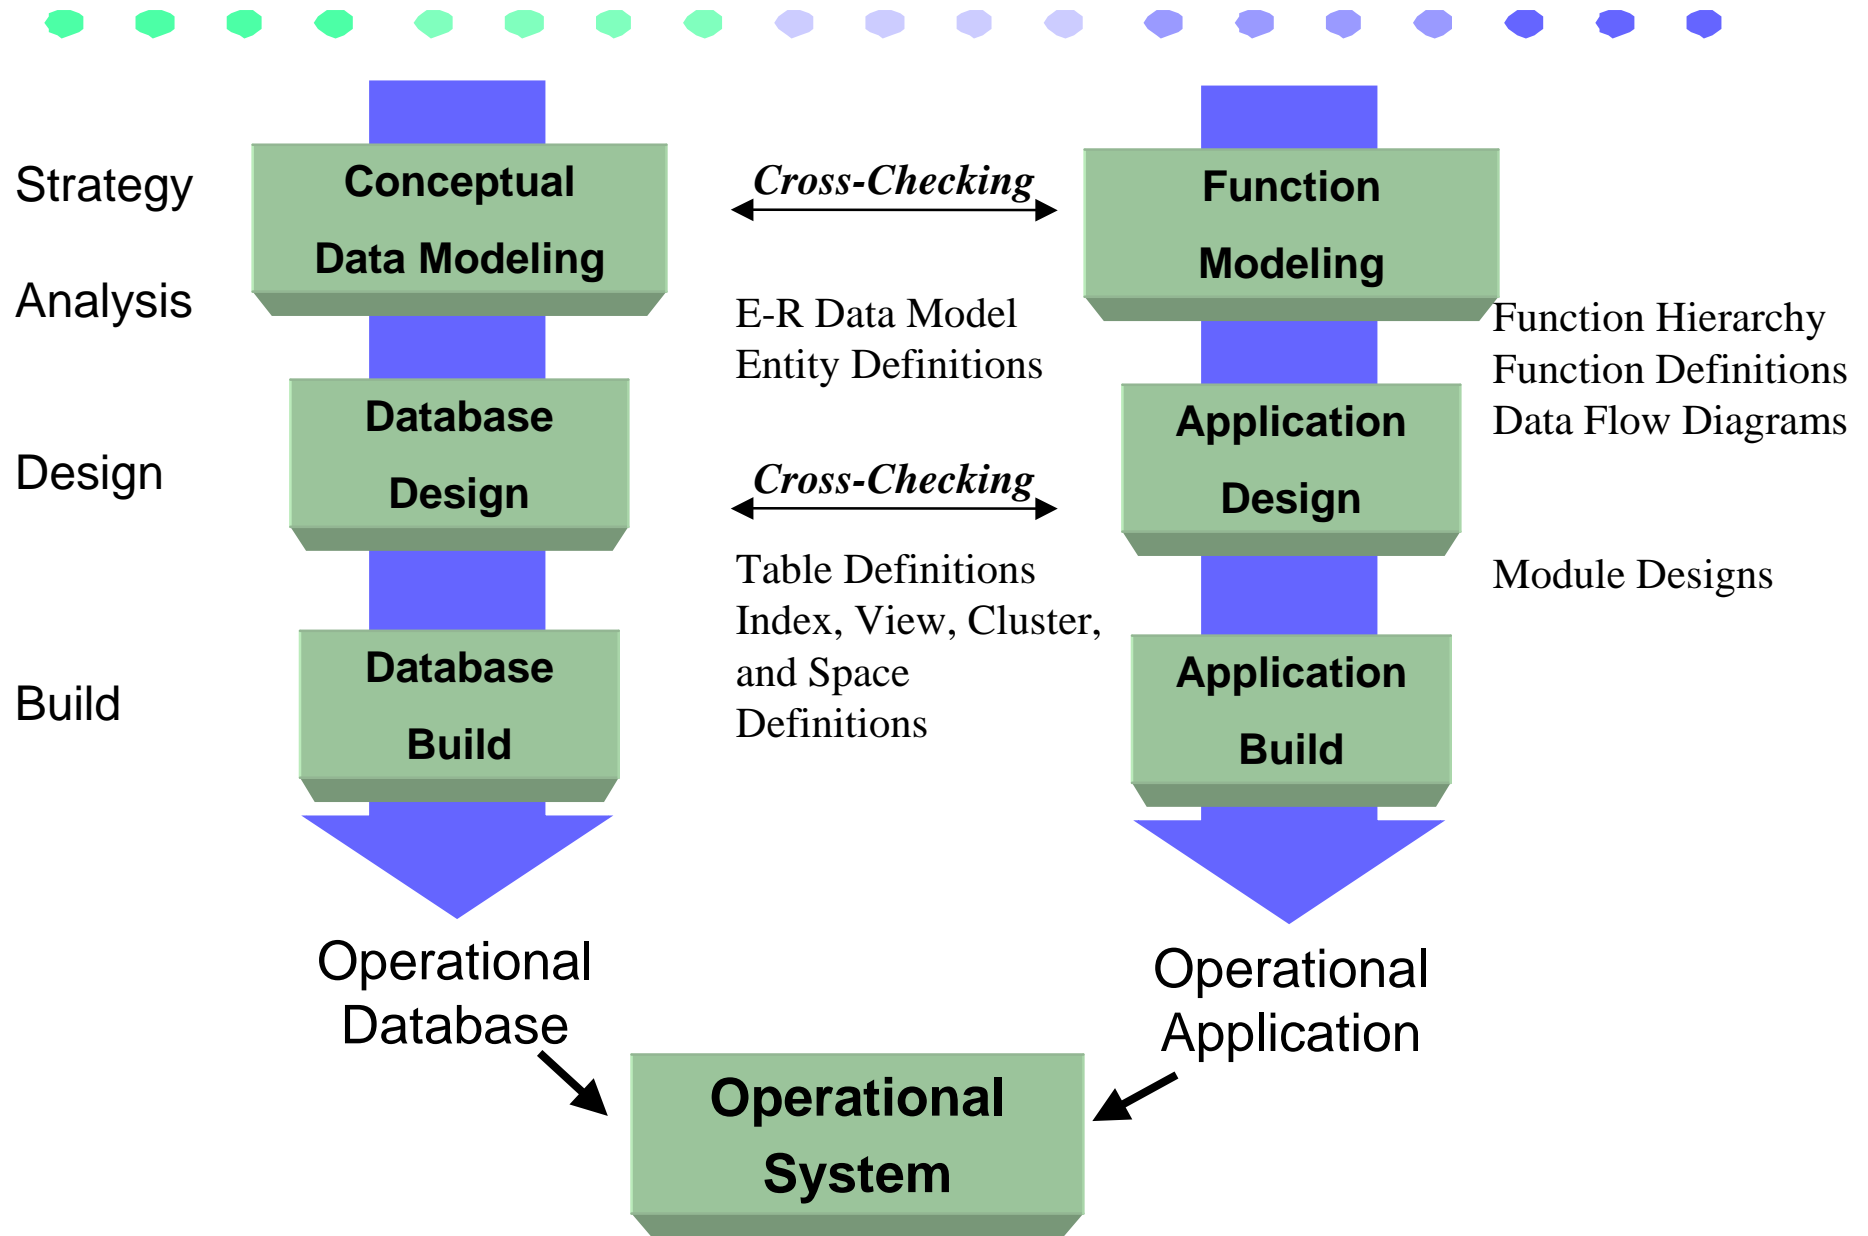 Strategy
Analysis
Design
Build
Conceptual
Data Modeling
Database
Design
Database
Build
Operational
Database
Cross-Checking
E-R Data Model
Entity Definitions
Cross-Checking
Table Definitions
Index, View, Cluster,
and Space
Definitions
Function
Modeling
Application
Design
Application
Build
Operational
Application
Function Hierarchy
Function Definitions
Data Flow Diagrams
Module Designs
Operational
System